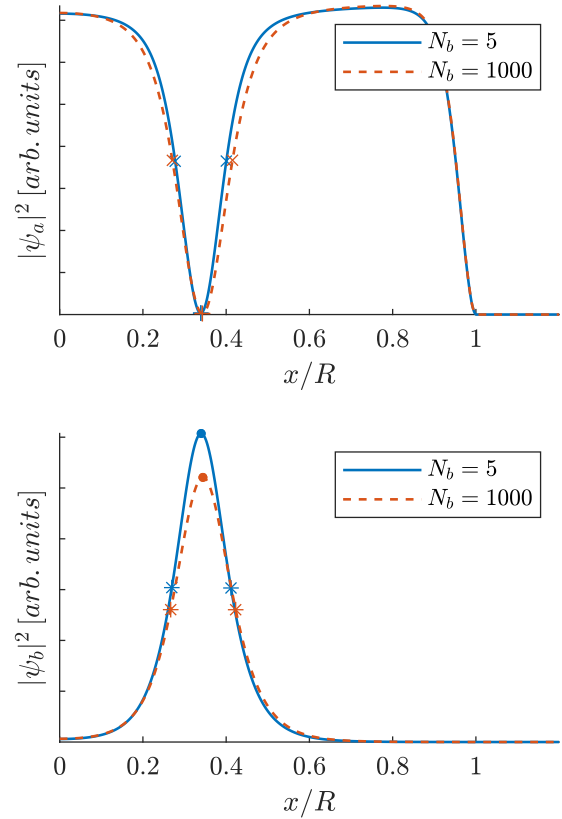 |ψ_a|^2 [arb. units]
N_b = 5
N_b = 1000
0 0.2 0.4 0.6 0.8 1
x/R
|ψ_b|^2 [arb. units]
N_b = 5
N_b = 1000
0 0.2 0.4 0.6 0.8 1
x/R